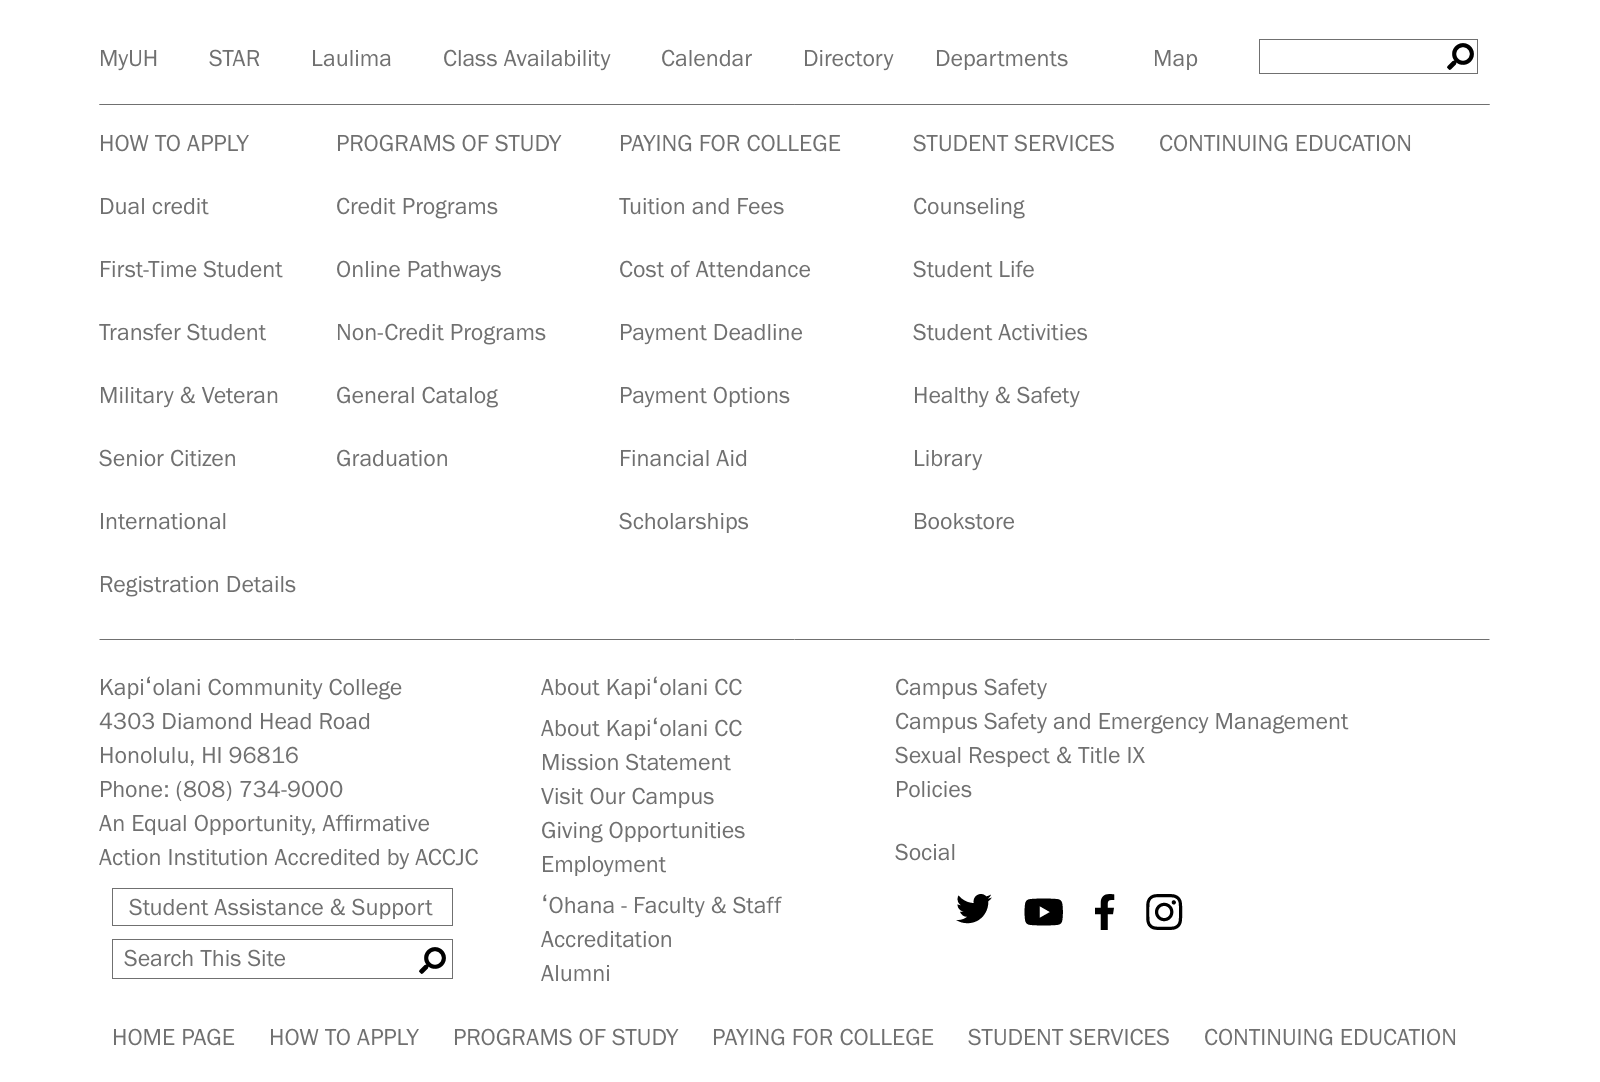 MyUH STAR Laulima Class Availability Calendar Directory Departments Map
HOW TO APPLY PROGRAMS OF STUDY PAYING FOR COLLEGE STUDENT SERVICES CONTINUING EDUCATION
Dual credit Credit Programs Tuition and Fees Counseling
First-Time Student Online Pathways Cost of Attendance Student Life
Transfer Student Non-Credit Programs Payment Deadline Student Activities
Military & Veteran General Catalog Payment Options Healthy & Safety
Senior Citizen Graduation Financial Aid Library
International Scholarships Bookstore
Registration Details
Kapiʻolani Community College
4303 Diamond Head Road
Honolulu, HI 96816
Phone: (808) 734-9000
An Equal Opportunity, Affirmative
Action Institution Accredited by ACCJC
Student Assistance & Support
Search This Site
About Kapiʻolani CC
About Kapiʻolani CC
Mission Statement
Visit Our Campus
Giving Opportunities
Employment
ʻOhana - Faculty & Staff
Accreditation
Alumni
Campus Safety
Campus Safety and Emergency Management
Sexual Respect & Title IX
Policies
Social
HOME PAGE HOW TO APPLY PROGRAMS OF STUDY PAYING FOR COLLEGE STUDENT SERVICES CONTINUING EDUCATION